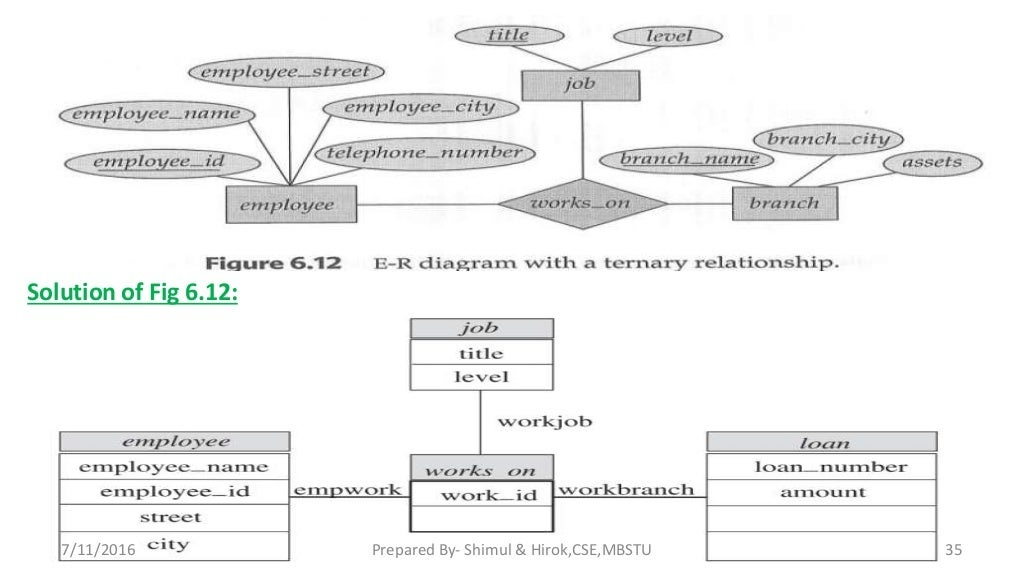 title level
employee_street job
employee_name employee_city
employee_id telephone_number branch_name branch_city assets
employee works_on branch
Figure 6.12 E-R diagram with a ternary relationship.
Solution of Fig 6.12:
job
title
level
workjob
employee
employee_name
employee_id
street
city
empwork
works on
work_id
workbranch
loan
loan_number
amount
7/11/2016
Prepared By- Shimul & Hirok,CSE,MBSTU
35